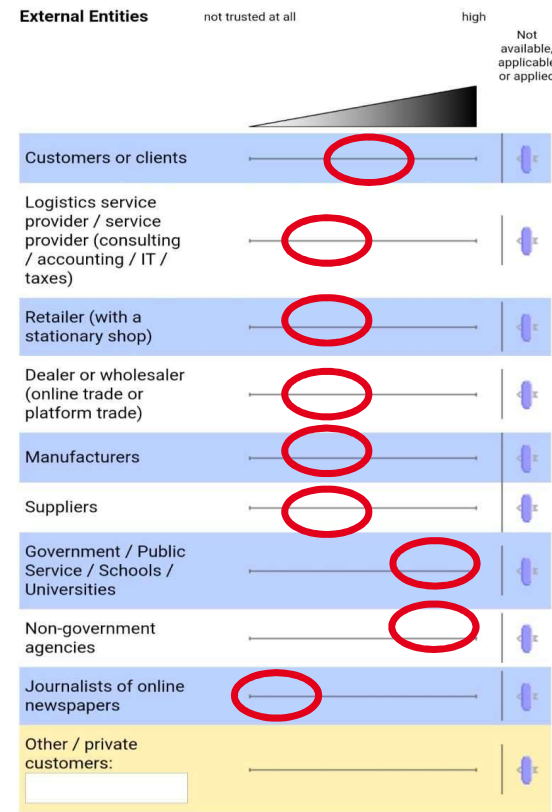 External Entities
not trusted at all
high
Not
available,
applicable
or applied
Customers or clients
Logistics service
provider / service
provider (consulting
/ accounting / IT /
taxes)
Retailer (with a
stationary shop)
Dealer or wholesaler
(online trade or
platform trade)
Manufacturers
Suppliers
Government / Public
Service / Schools /
Universities
Non-government
agencies
Journalists of online
newspapers
Other / private
customers: